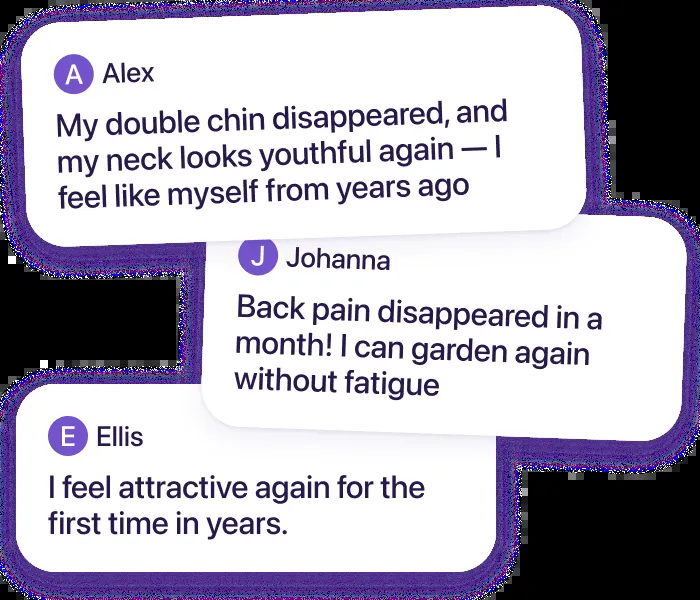 A Alex
My double chin disappeared, and
my neck looks youthful again — I
feel like myself from years ago
J Johanna
Back pain disappeared in a
month! I can garden again
without fatigue
E Ellis
I feel attractive again for the
first time in years.